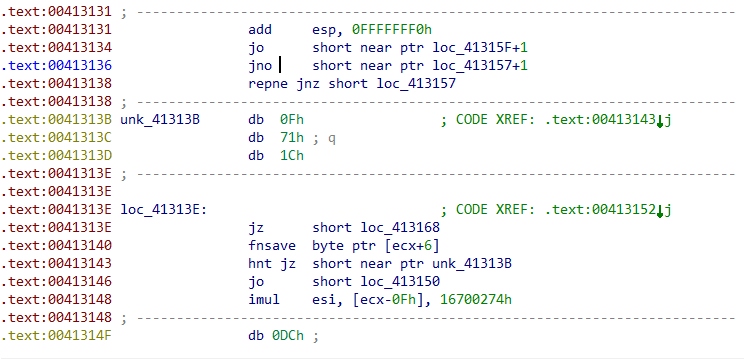 .text:00413131 ; ---------------------------------------------------------------------------
.text:00413131                 add     esp, 0FFFFFFF0h
.text:00413134                 jo      short near ptr loc_41315F+1
.text:00413136                 jno     short near ptr loc_413157+1
.text:00413138                 repne jnz short loc_413157
.text:00413138 ; ---------------------------------------------------------------------------
.text:0041313B unk_41313B      db  0Fh                 ; CODE XREF: .text:00413143↓j
.text:0041313C                 db  71h ; q
.text:0041313D                 db  1Ch
.text:0041313E ; ---------------------------------------------------------------------------
.text:0041313E
.text:0041313E loc_41313E:                             ; CODE XREF: .text:00413152↓j
.text:0041313E                 jz      short loc_413168
.text:00413140                 fnsave  byte ptr [ecx+6]
.text:00413143                 hnt jz  short near ptr unk_41313B
.text:00413146                 jo      short loc_413150
.text:00413148                 imul    esi, [ecx-0Fh], 16700274h
.text:00413148 ; ---------------------------------------------------------------------------
.text:0041314F                 db 0DCh ;